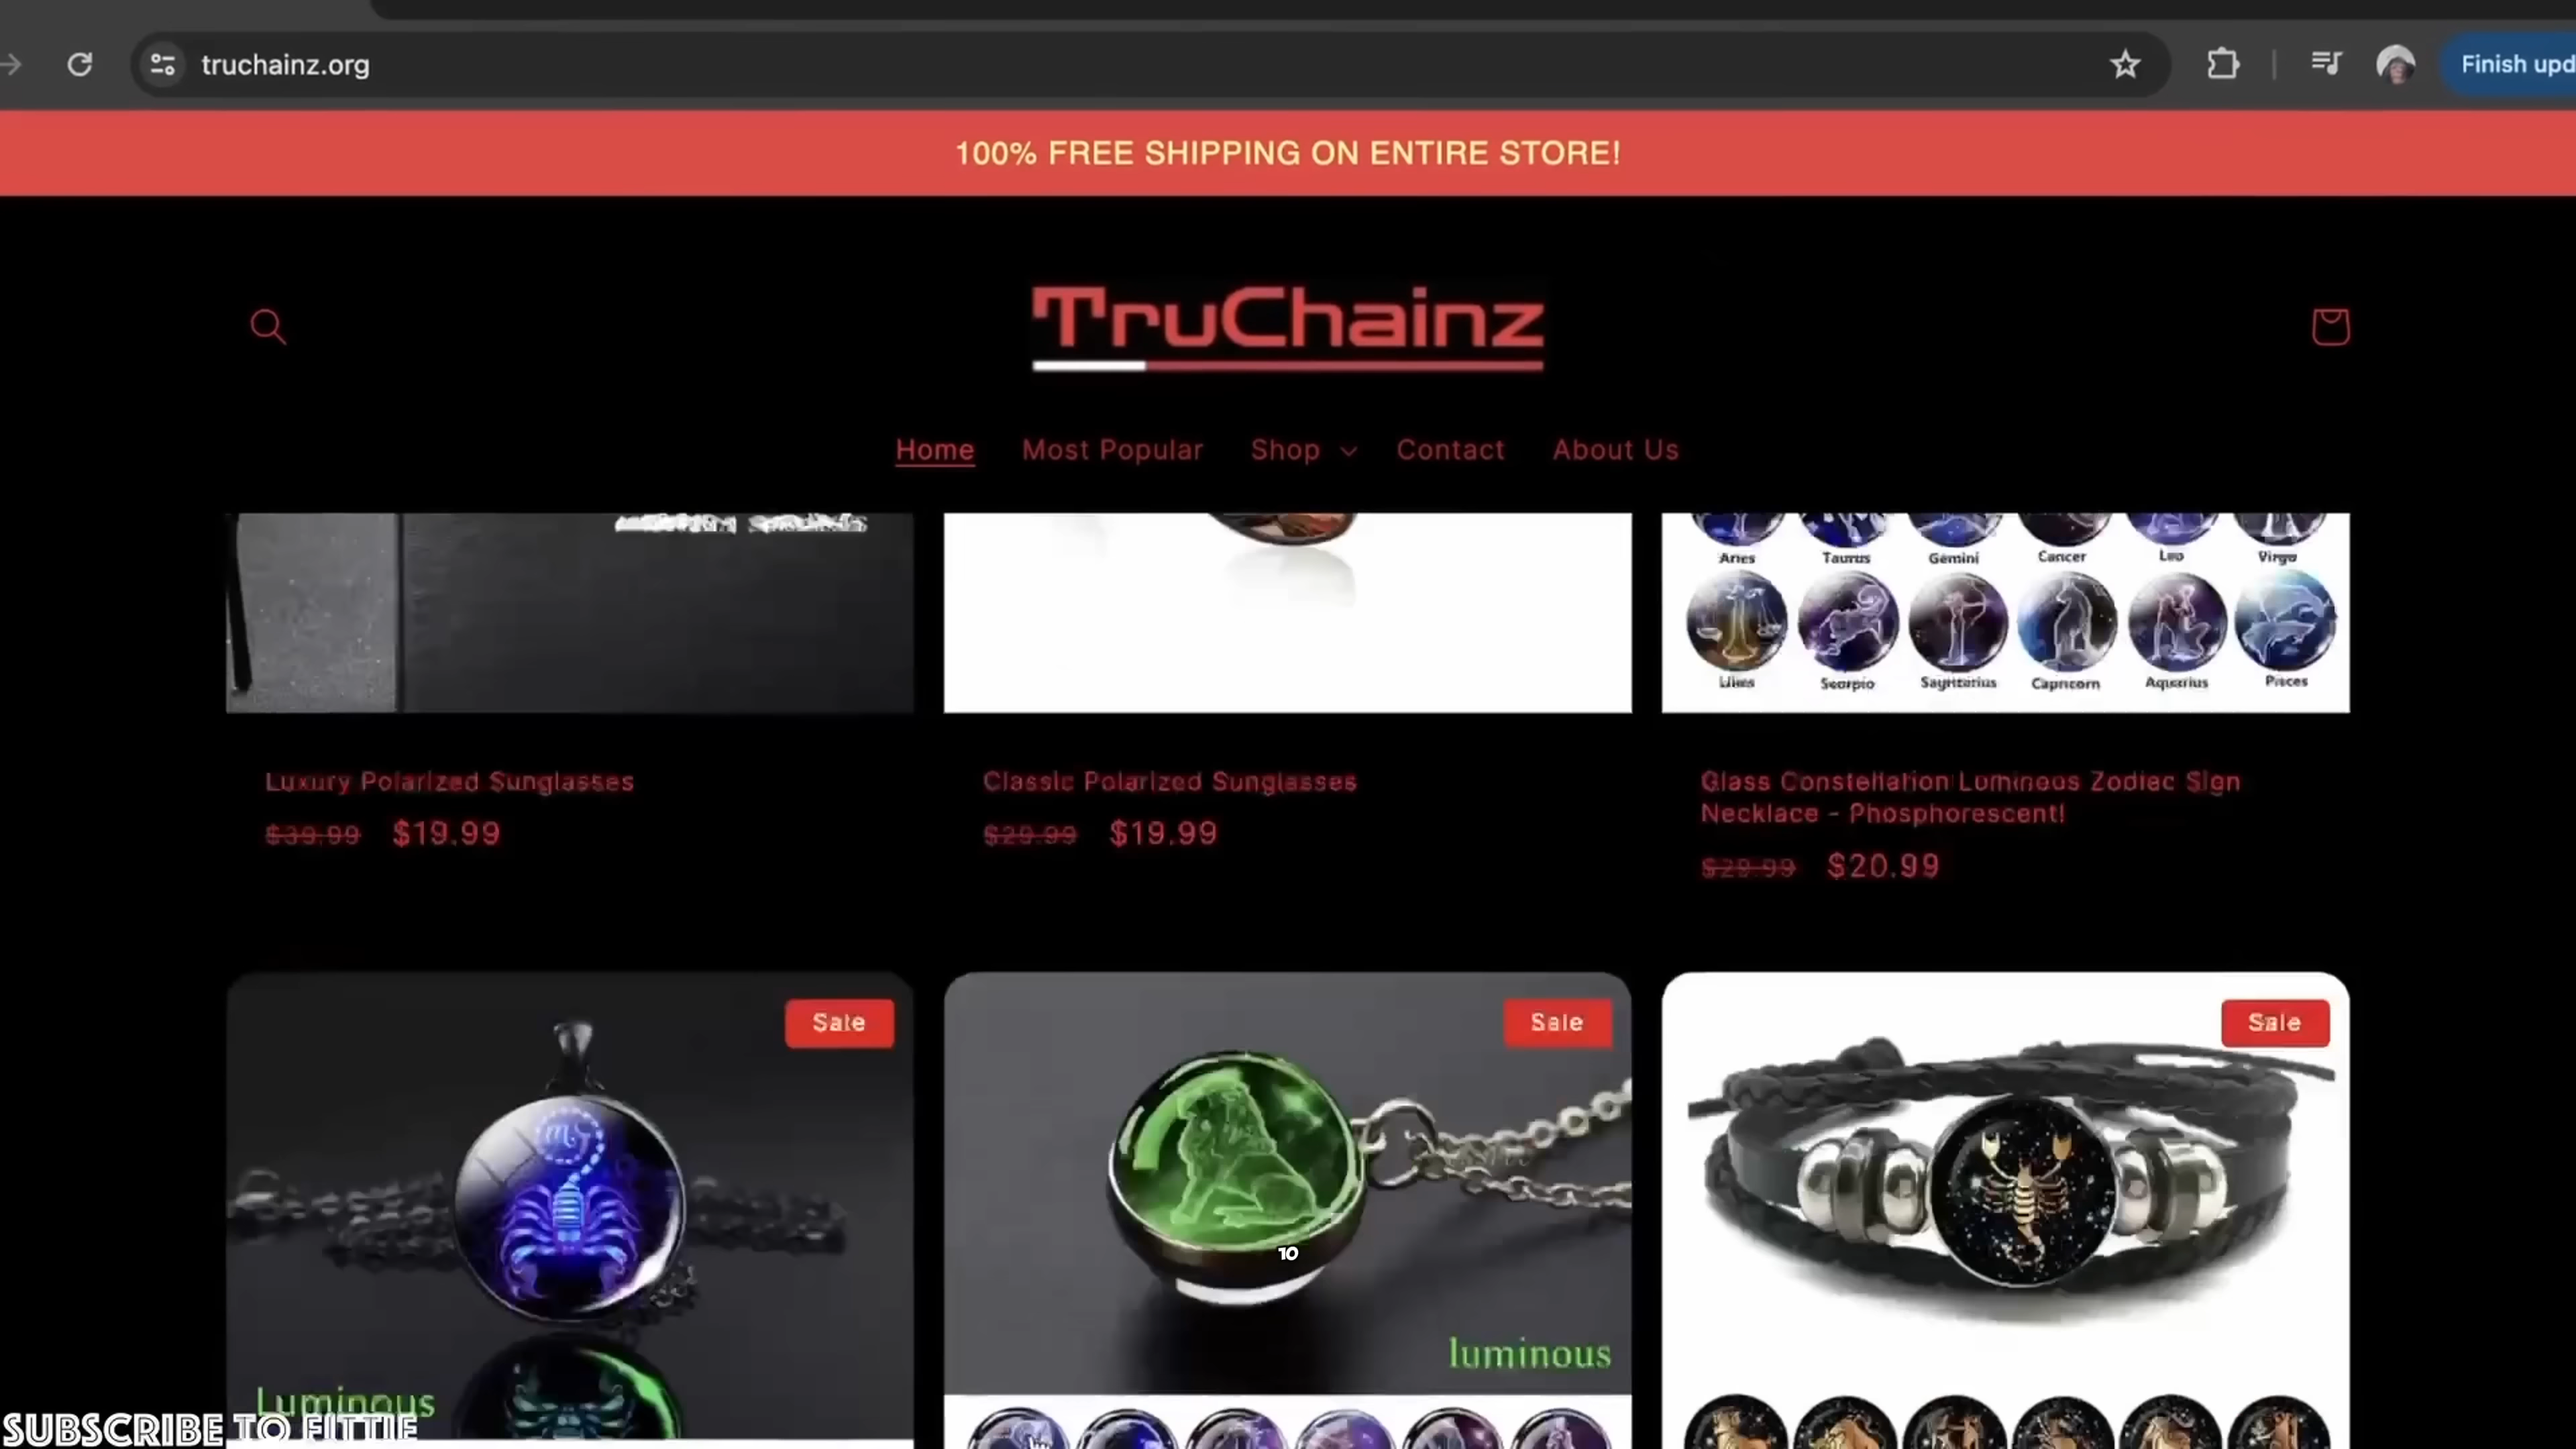 truchainz.org
Finish upd
100% FREE SHIPPING ON ENTIRE STORE!
TruChainz
Home Most Popular Shop Contact About Us
Aries Taurus Gemini Cancer Leo Virgo
Scorpio Sagittarius Capricorn Aquarius Pisces
Luxury Polarized Sunglasses
$39.99 $19.99
Classic Polarized Sunglasses
$29.99 $19.99
Glass Constellation Luminous Zodiac Sign
Necklace - Phosphorescent!
$29.99 $20.99
Sale
Sale
Sale
10
luminous
Luminous
SUBSCRIBE TO FITTIE